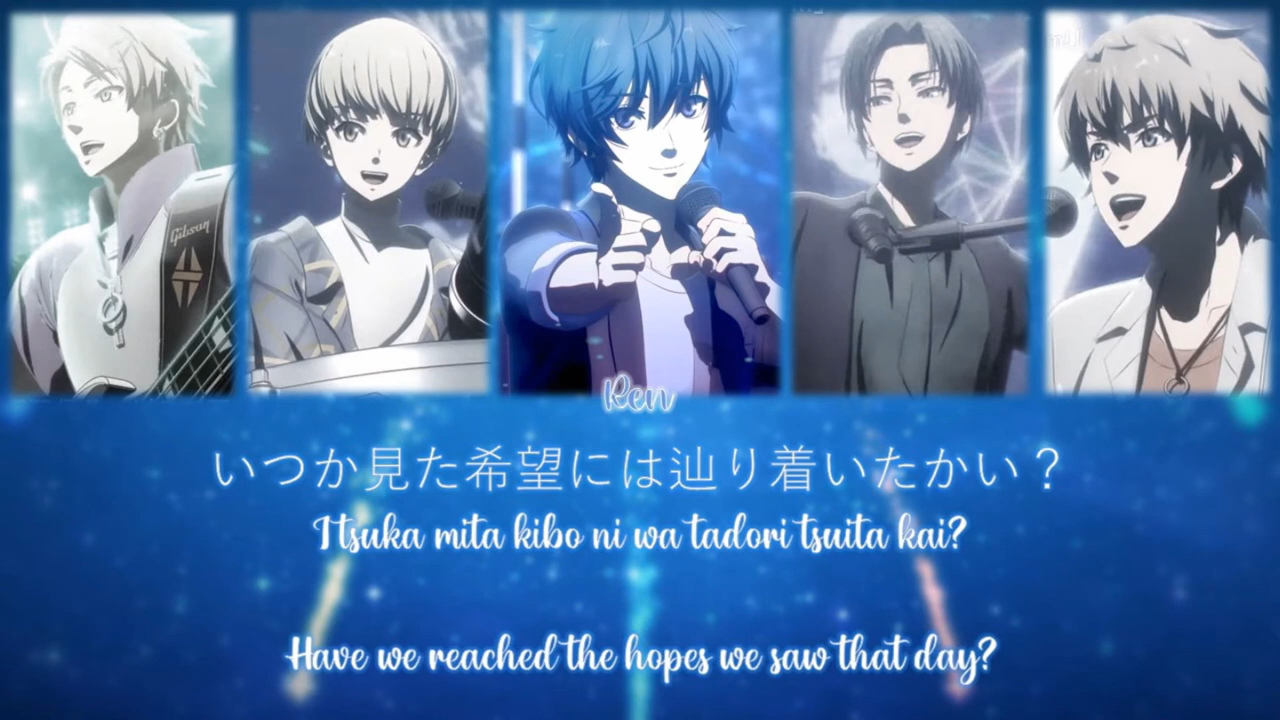 Gibson
Ren
いつか見た希望には辿り着いたかい？
Itsuka mita kibo ni wa tadori tsuita kai?
Have we reached the hopes we saw that day?